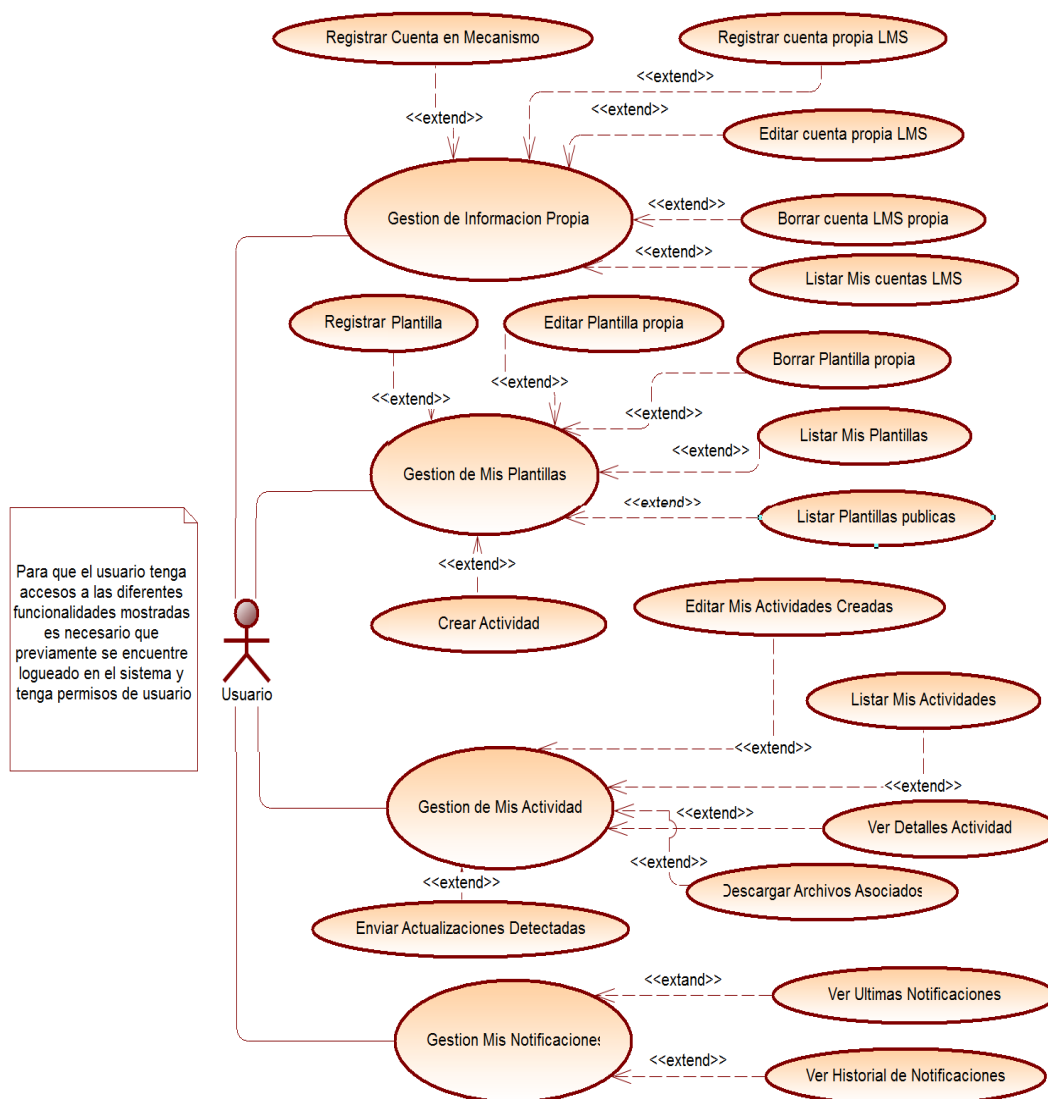 Registrar Cuenta en Mecanismo
Registrar cuenta propia LMS
<<extend>>
<<extend>>
<<extend>>
Editar cuenta propia LMS
Gestion de Informacion Propia
<<extend>>
Borrar cuenta LMS propia
<<extend>>
Listar Mis cuentas LMS
Registrar Plantilla
Editar Plantilla propia
<<extend>>
<<extend>>
Borrar Plantilla propia
<<extend>>
Gestion de Mis Plantillas
<<extend>>
Listar Mis Plantillas
<<extend>>
Listar Plantillas publicas
<<extend>>
Crear Actividad
Para que el usuario tenga
accesos a las diferentes
funcionalidades mostradas
es necesario que
previamente se encuentre
logueado en el sistema y
tenga permisos de usuario
Usuario
Editar Mis Actividades Creadas
Listar Mis Actividades
<<extend>>
<<extend>>
Gestion de Mis Actividad
<<extend>>
Ver Detalles Actividad
<<extend>>
Descargar Archivos Asociados
<<extend>>
Enviar Actualizaciones Detectadas
<<extand>>
Ver Ultimas Notificaciones
Gestion Mis Notificaciones
<<extend>>
Ver Historial de Notificaciones